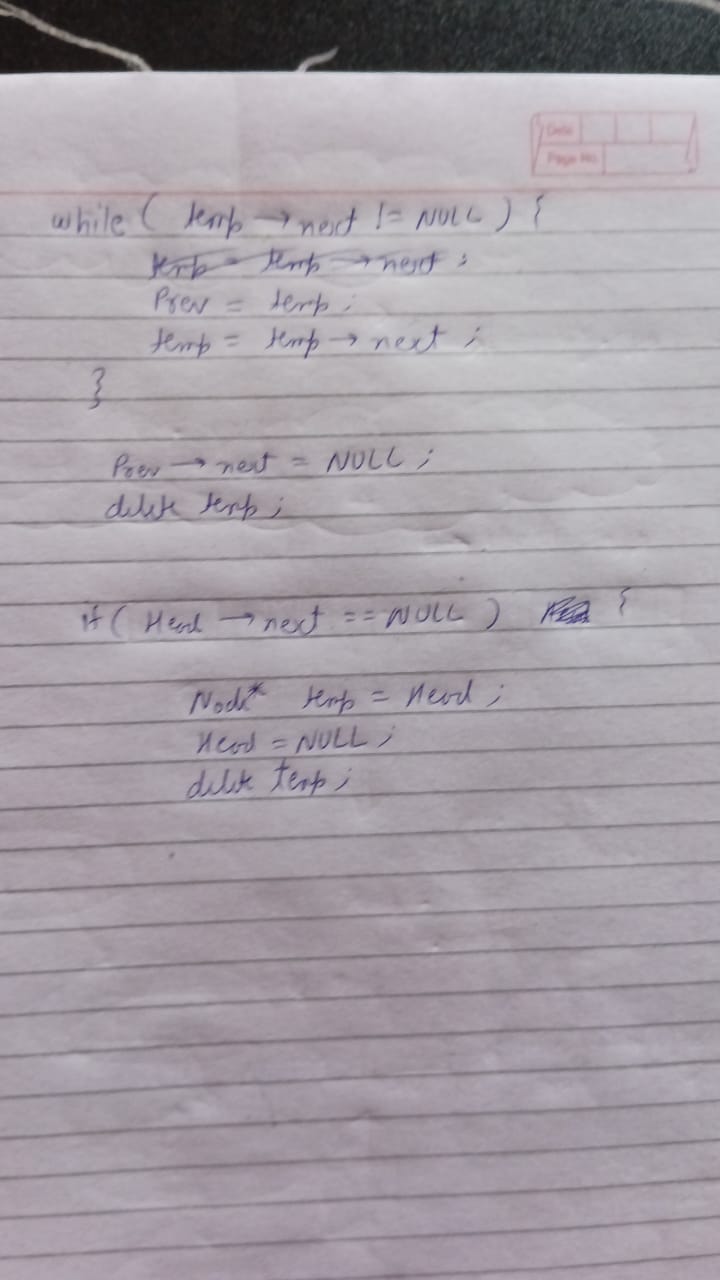 Date
Page No.
while ( temp → next != NULL ) {
temp = temp → next ;
Prev = temp ;
temp = temp → next ;
}
Prev → next = NULL ;
delete temp ;
if ( Head → next == NULL ) {
Node* temp = Head ;
Head = NULL ;
delete temp ;